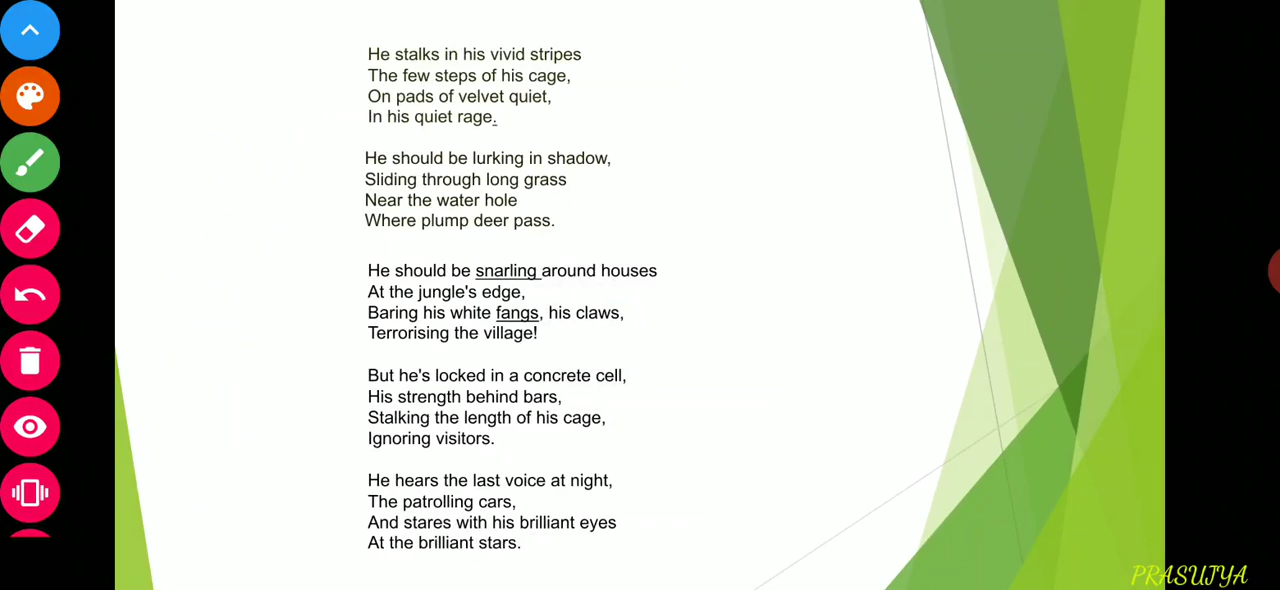 He stalks in his vivid stripes
The few steps of his cage,
On pads of velvet quiet,
In his quiet rage.
He should be lurking in shadow,
Sliding through long grass
Near the water hole
Where plump deer pass.
He should be snarling around houses
At the jungle's edge,
Baring his white fangs, his claws,
Terrorising the village!
But he's locked in a concrete cell,
His strength behind bars,
Stalking the length of his cage,
Ignoring visitors.
He hears the last voice at night,
The patrolling cars,
And stares with his brilliant eyes
At the brilliant stars.
PRASUJYA